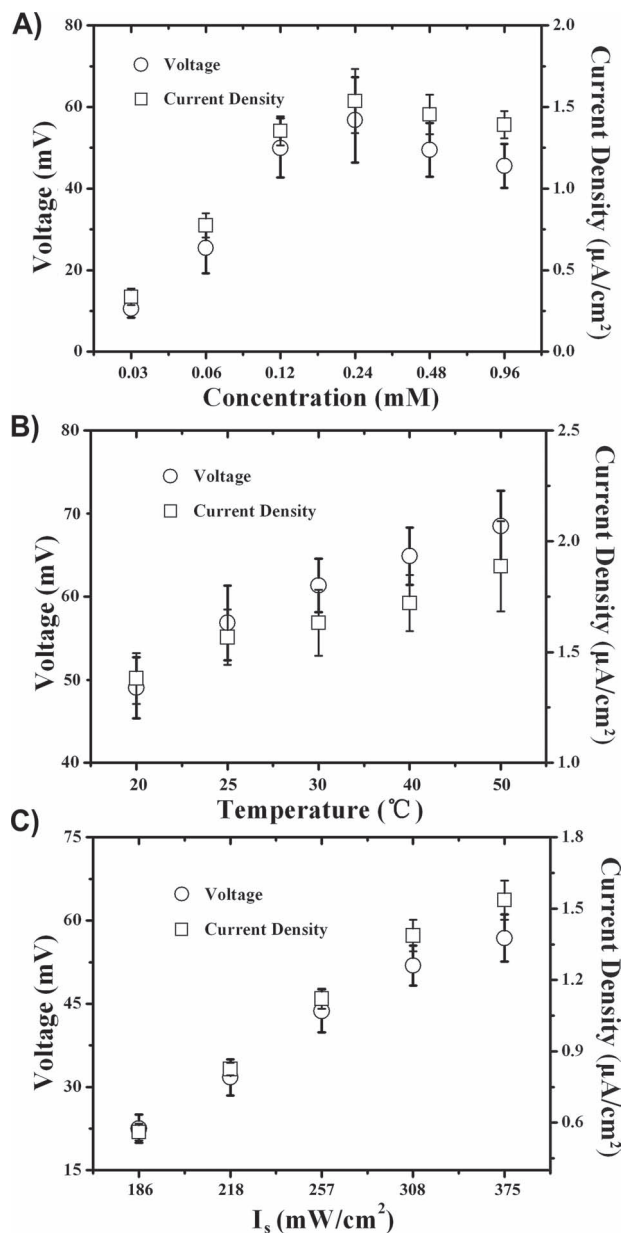 A)
80
60
40
20
0
Voltage (mV)
Voltage
Current Density
2.0
1.5
1.0
0.5
0.0
Current Density (μA/cm²)
0.03 0.06 0.12 0.24 0.48 0.96
Concentration (mM)
B)
80
70
60
50
40
Voltage (mV)
Voltage
Current Density
2.5
2.0
1.5
1.0
Current Density (μA/cm²)
20 25 30 40 50
Temperature (℃)
C)
75
60
45
30
15
Voltage (mV)
Voltage
Current Density
1.8
1.5
1.2
0.9
0.6
Current Density (μA/cm²)
186 218 257 308 375
Iₛ (mW/cm²)